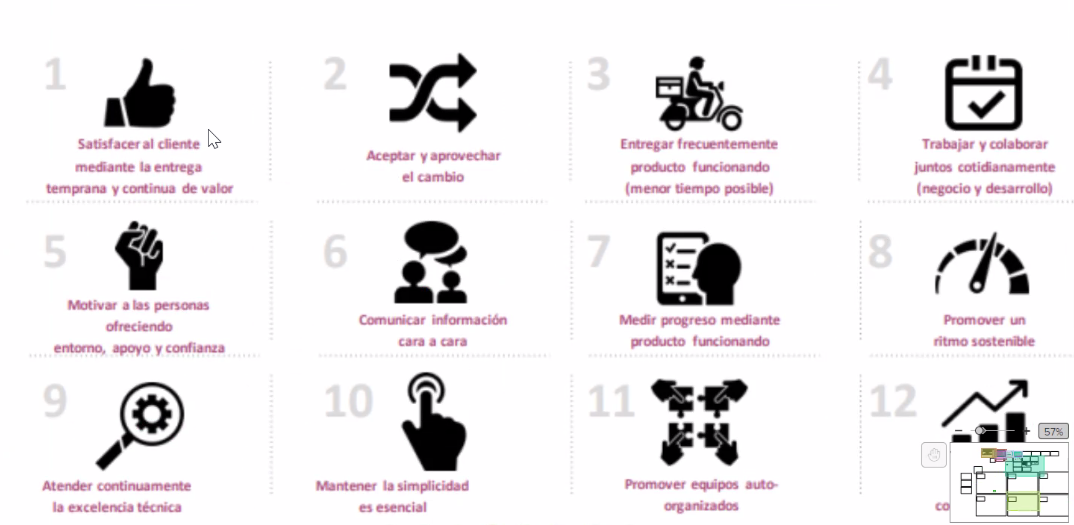 1
Satisfacer al cliente
mediante la entrega
temprana y continua de valor
2
Aceptar y aprovechar
el cambio
3
Entregar frecuentemente
producto funcionando
(menor tiempo posible)
4
Trabajar y colaborar
juntos cotidianamente
(negocio y desarrollo)
5
Motivar a las personas
ofreciendo
entorno, apoyo y confianza
6
Comunicar información
cara a cara
7
Medir progreso mediante
producto funcionando
8
Promover un
ritmo sostenible
9
Atender continuamente
la excelencia técnica
10
Mantener la simplicidad
es esencial
11
Promover equipos auto-
organizados
12
57%